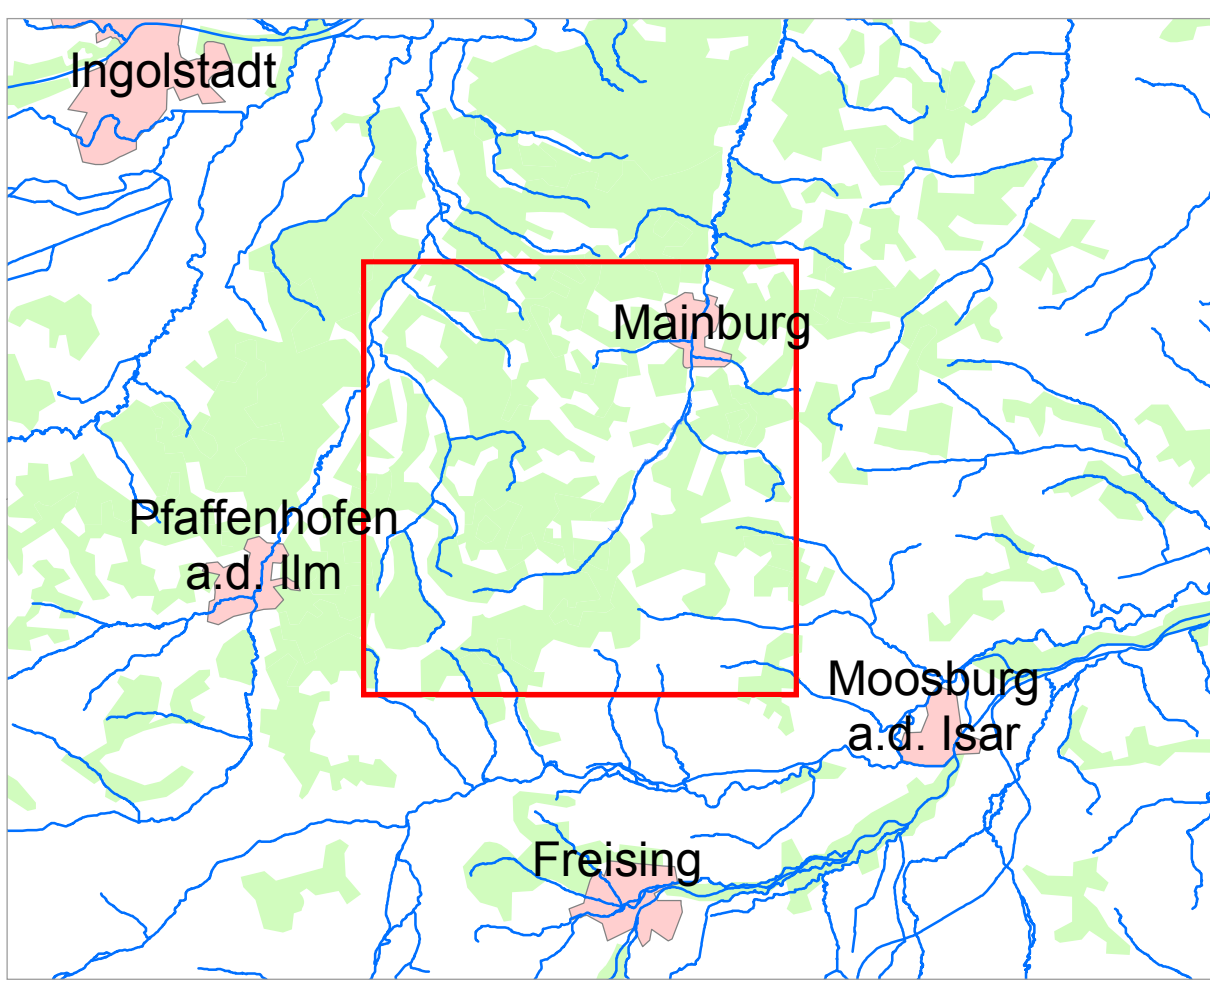 Ingolstadt
Mainburg
Pfaffenhofen
a.d. Ilm
Moosburg
a.d. Isar
Freising